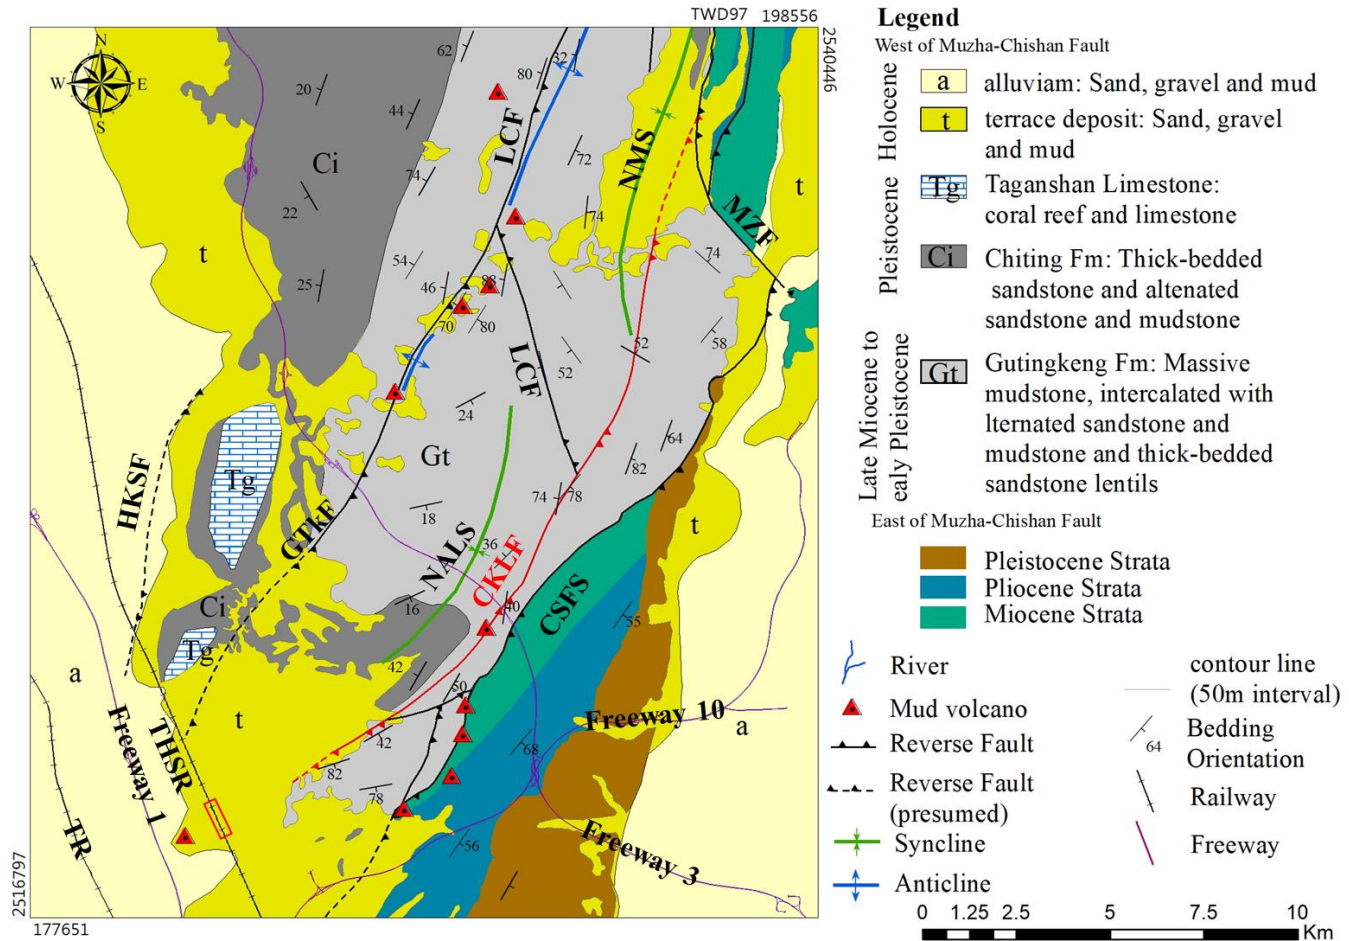 TWD97 198556
2540446
N
W E
S
62
80
32
20
44
LCF
Ci
72
NMS
74
22
74
t
t
MZF
54
74
25
46
88
70
80
58
52
LCF
52
24
64
Gt
82
HKSF
Tg
74
78
18
t
GTKF
NALS
36
CKLF
16
40
CSFS
Ci
55
Tg
42
a
50
t
Freeway 10
a
42
68
THSR
Freeway 1
82
78
TR
56
Freeway 3
2516797
177651
Legend
West of Muzha-Chishan Fault
Holocene
a alluviam: Sand, gravel and mud
t terrace deposit: Sand, gravel
and mud
Pleistocene
Tg Taganshan Limestone:
coral reef and limestone
Ci Chiting Fm: Thick-bedded
sandstone and altenated
sandstone and mudstone
Late Miocene to
ealy Pleistocene
Gt Gutingkeng Fm: Massive
mudstone, intercalated with
lternated sandstone and
mudstone and thick-bedded
sandstone lentils
East of Muzha-Chishan Fault
Pleistocene Strata
Pliocene Strata
Miocene Strata
River
Mud volcano
Reverse Fault
Reverse Fault
(presumed)
Syncline
Anticline
contour line
(50m interval)
Bedding
64 Orientation
Railway
Freeway
0 1.25 2.5 5 7.5 10
Km